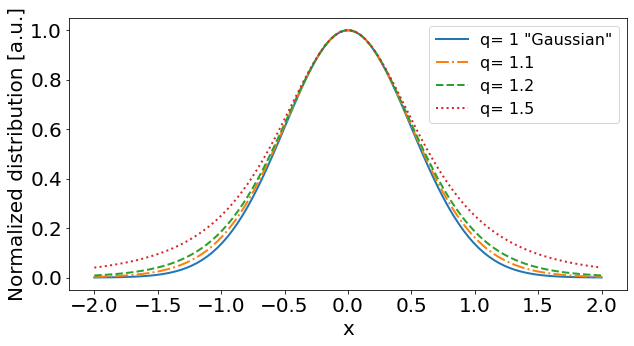 Normalized distribution [a.u.]
1.0
0.8
0.6
0.4
0.2
0.0
q= 1 "Gaussian"
q= 1.1
q= 1.2
q= 1.5
−2.0 −1.5 −1.0 −0.5 0.0 0.5 1.0 1.5 2.0
x